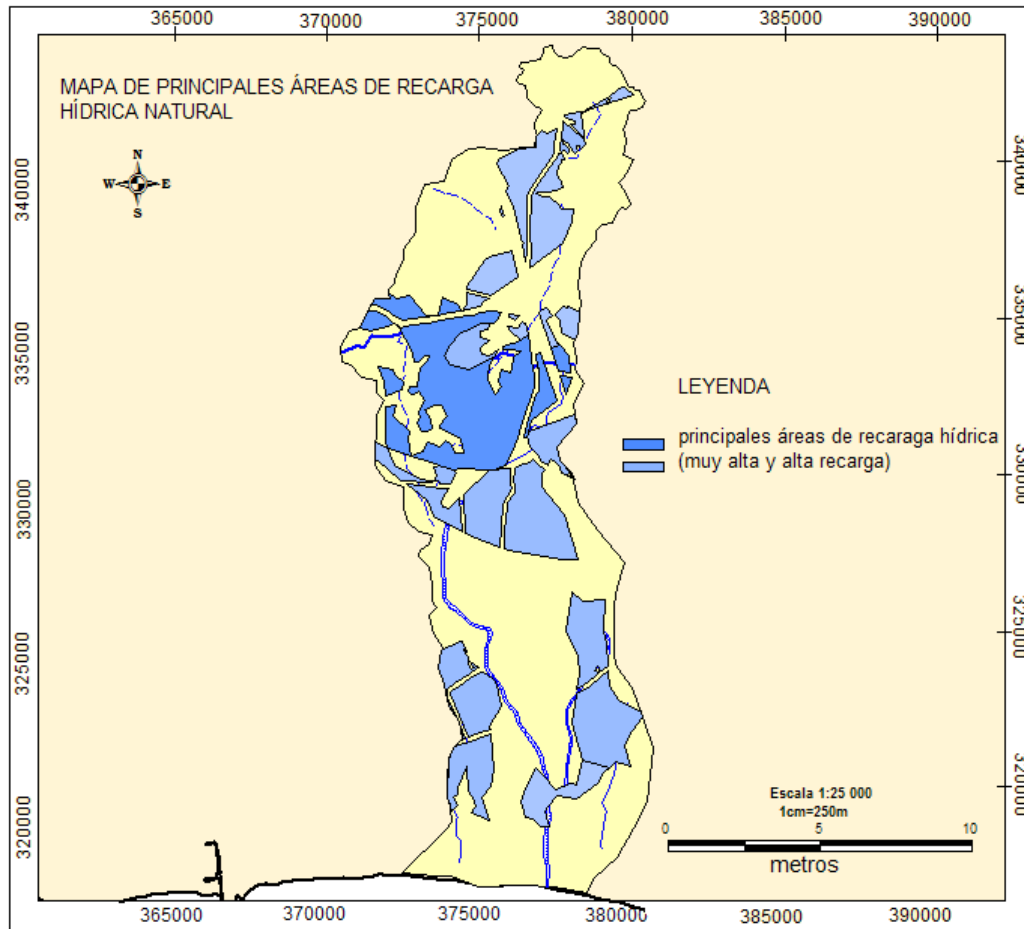 365000 370000 375000 380000 385000 390000
MAPA DE PRINCIPALES ÁREAS DE RECARGA
HÍDRICA NATURAL
N
W E
S
340000 340000
335000 335000
LEYENDA
principales áreas de recaraga hídrica
(muy alta y alta recarga)
330000 330000
325000 325000
320000 320000
Escala 1:25 000
1cm=250m
0 5 10
metros
365000 370000 375000 380000 385000 390000